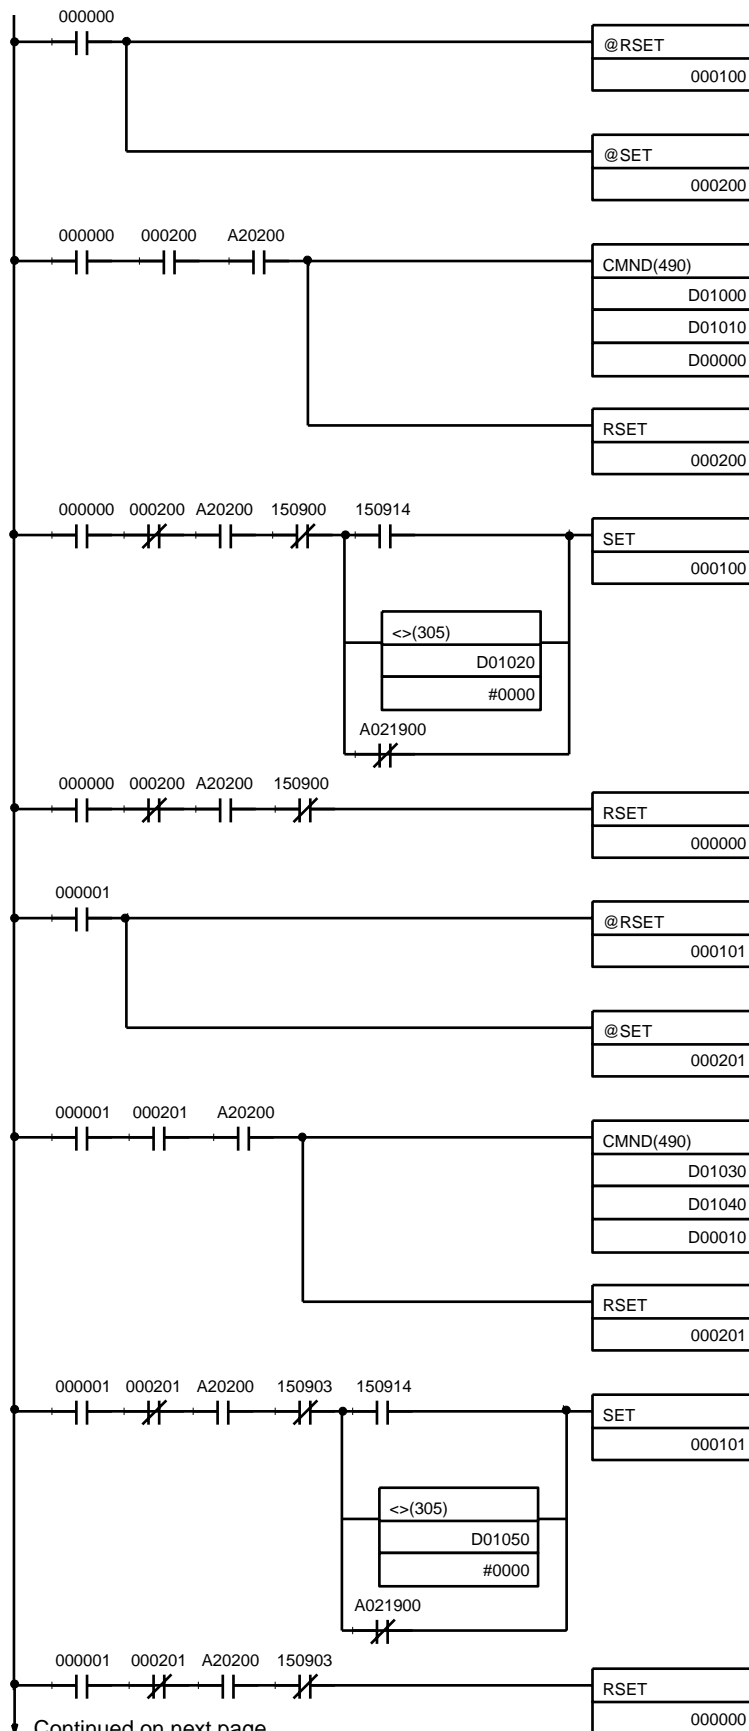 000000
@RSET
000100
@SET
000200
000000 000200 A20200
CMND(490)
D01000
D01010
D00000
RSET
000200
000000 000200 A20200 150900 150914
SET
000100
<>(305)
D01020
#0000
A021900
000000 000200 A20200 150900
RSET
000000
000001
@RSET
000101
@SET
000201
000001 000201 A20200
CMND(490)
D01030
D01040
D00010
RSET
000201
000001 000201 A20200 150903 150914
SET
000101
<>(305)
D01050
#0000
A021900
000001 000201 A20200 150903
RSET
000000
Continued on next page